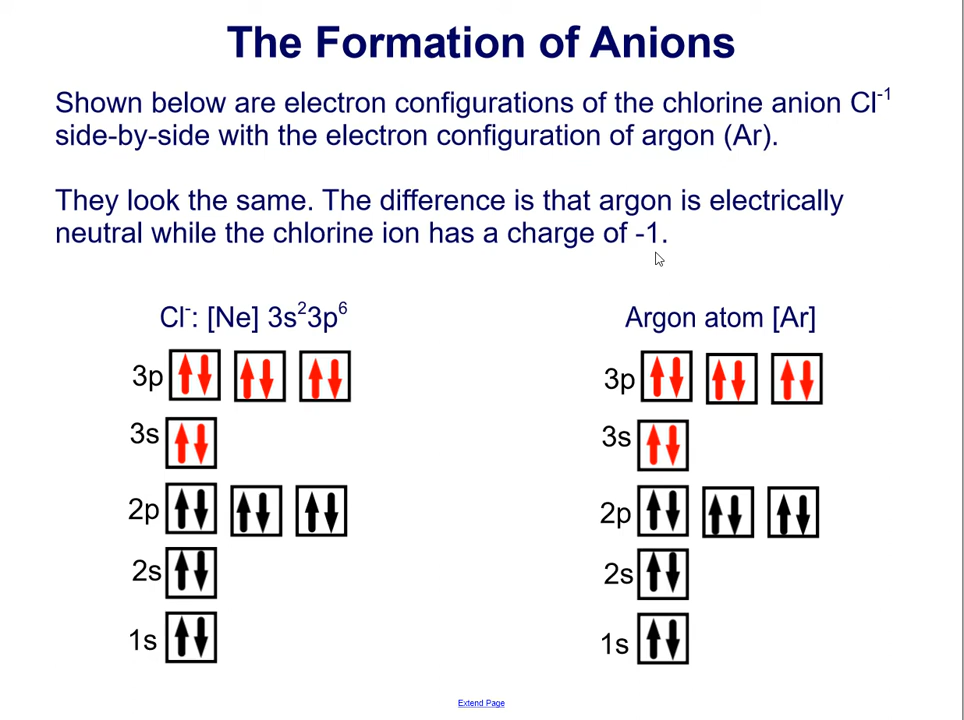 The Formation of Anions
Shown below are electron configurations of the chlorine anion Cl⁻¹
side-by-side with the electron configuration of argon (Ar).
They look the same. The difference is that argon is electrically
neutral while the chlorine ion has a charge of -1.
Cl⁻: [Ne] 3s²3p⁶
3p
3s
2p
2s
1s
Argon atom [Ar]
3p
3s
2p
2s
1s
Extend Page